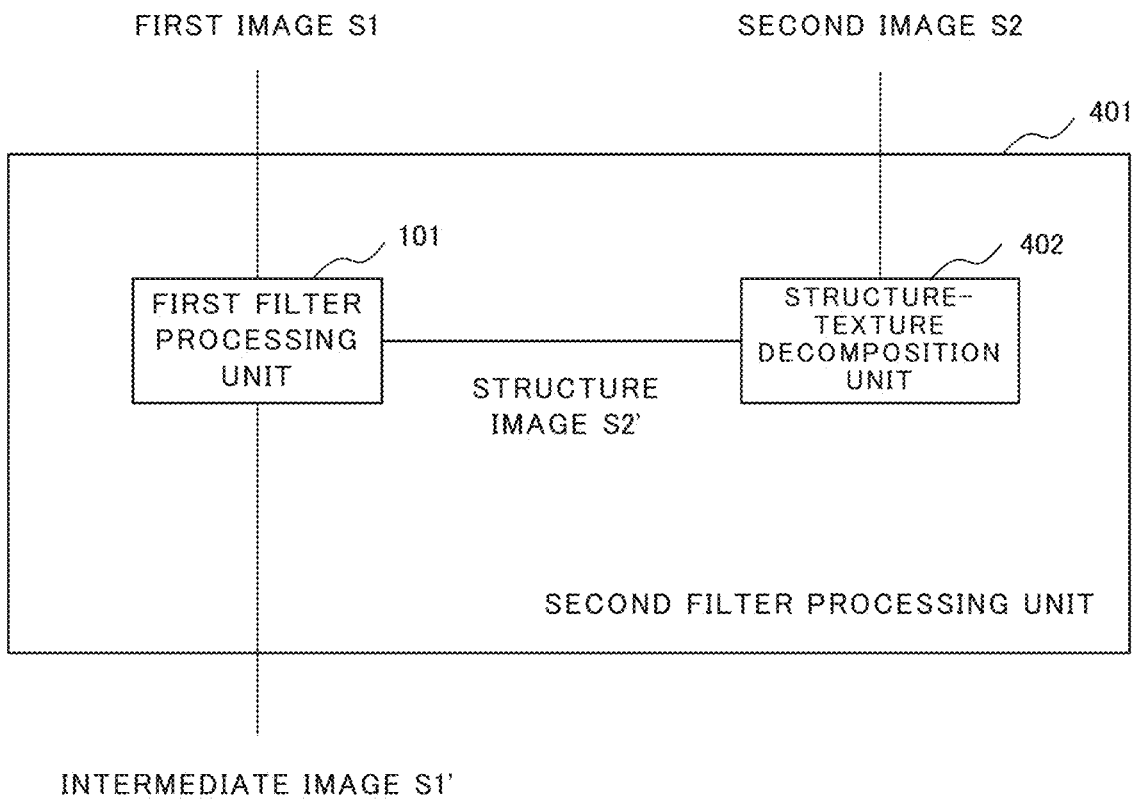 FIRST IMAGE S1
SECOND IMAGE S2
401
101
402
FIRST FILTER
PROCESSING
UNIT
STRUCTURE-
TEXTURE
DECOMPOSITION
UNIT
STRUCTURE
IMAGE S2'
SECOND FILTER PROCESSING UNIT
INTERMEDIATE IMAGE S1'